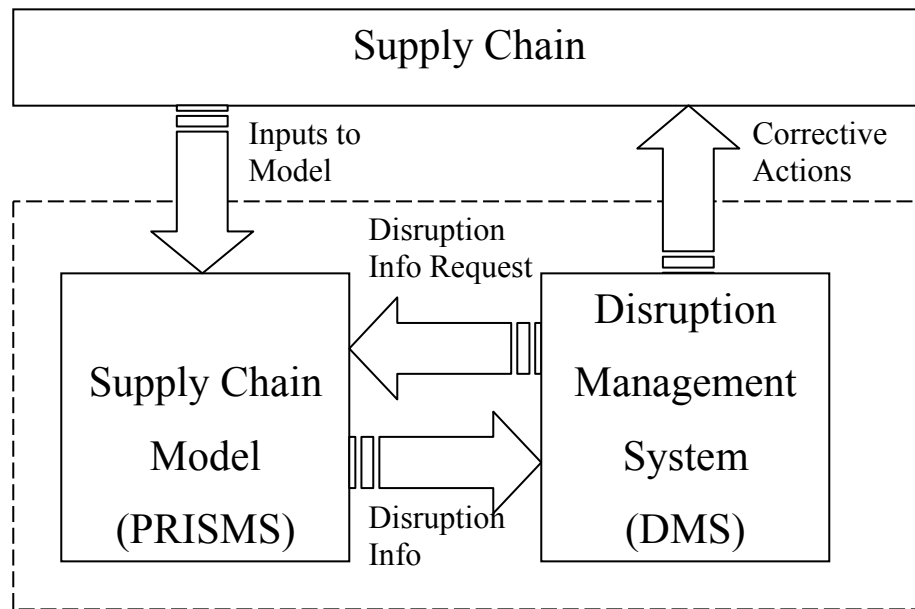 Supply Chain
Inputs to
Model
Corrective
Actions
Disruption
Info Request
Supply Chain
Model
(PRISMS)
Disruption
Management
System
(DMS)
Disruption
Info